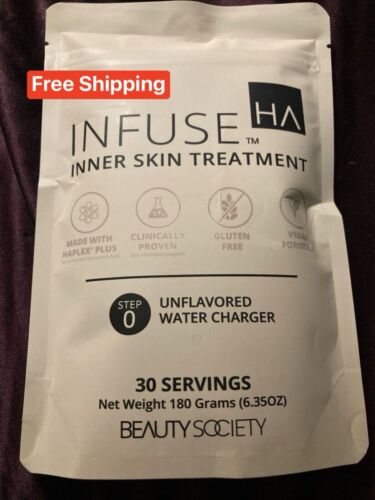 Free Shipping
HA
INFUSE™
INNER SKIN TREATMENT
MADE WITH
HAPLEX® PLUS
CLINICALLY
PROVEN
GLUTEN
FREE
VEGAN
FORMULA
STEP
0
UNFLAVORED
WATER CHARGER
30 SERVINGS
Net Weight 180 Grams (6.35OZ)
BEAUTY SOCIETY